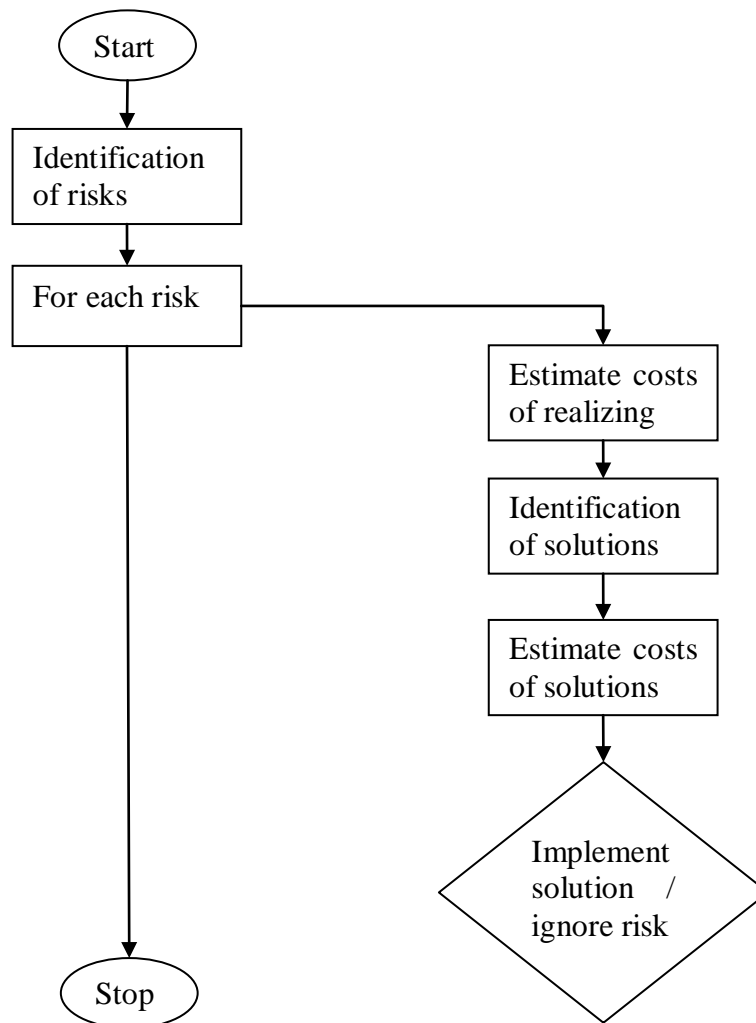 Start
Identification
of risks
For each risk
Estimate costs
of realizing
Identification
of solutions
Estimate costs
of solutions
Implement
solution /
ignore risk
Stop